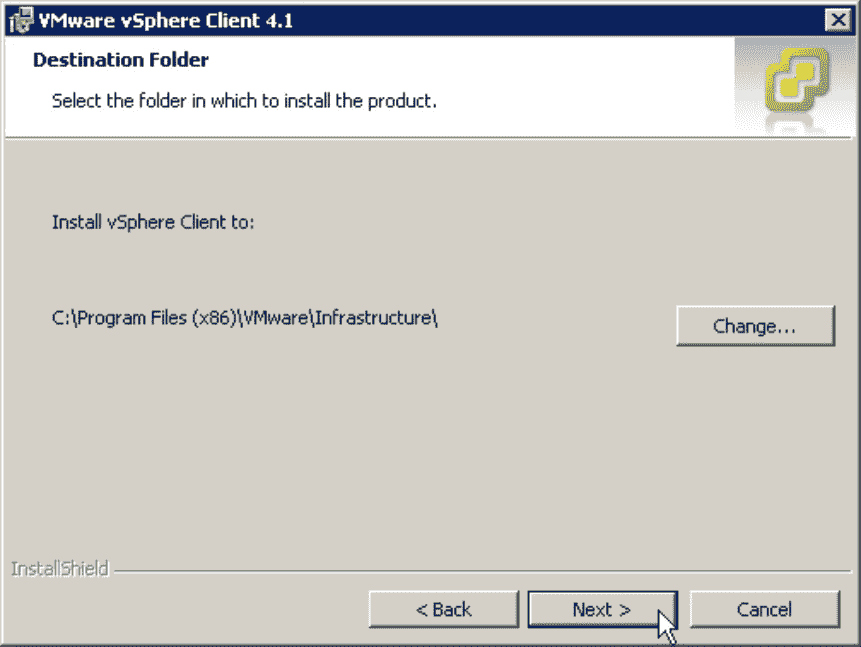 VMware vSphere Client 4.1
Destination Folder
Select the folder in which to install the product.
Install vSphere Client to:
C:\Program Files (x86)\VMware\Infrastructure\
Change...
InstallShield
< Back
Next >
Cancel